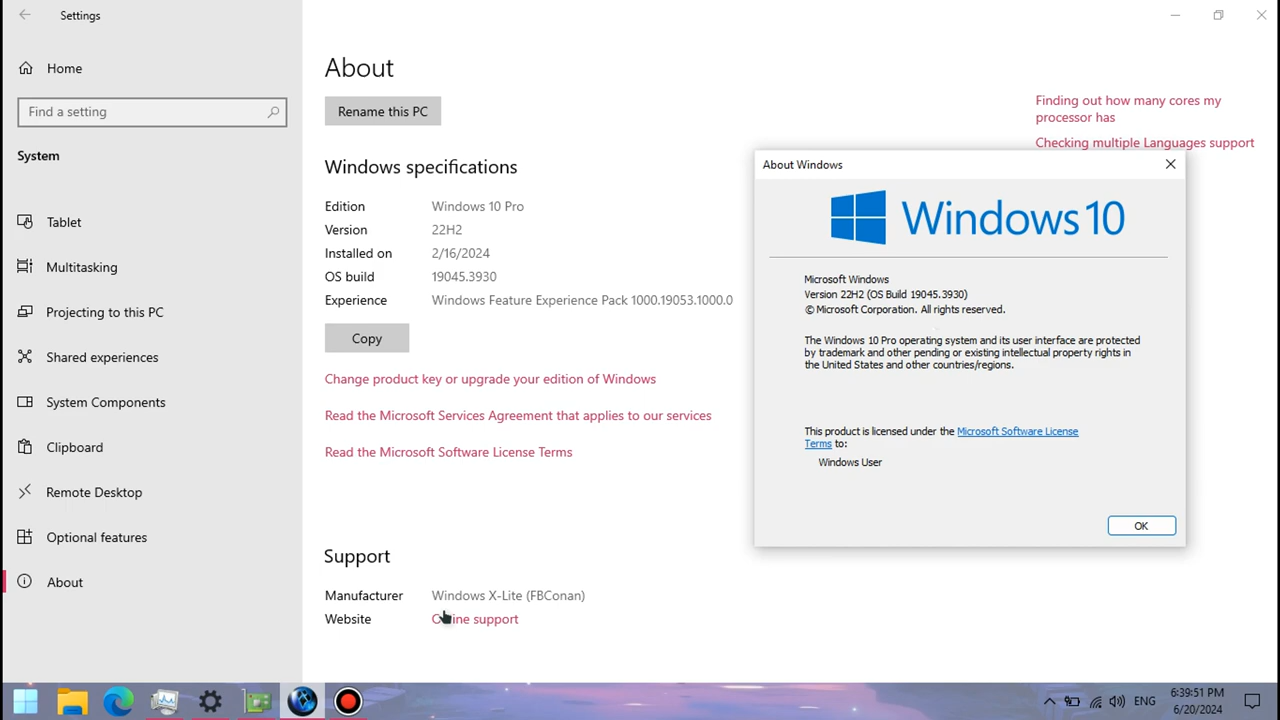 Settings
Home
Find a setting
System
Tablet
Multitasking
Projecting to this PC
Shared experiences
System Components
Clipboard
Remote Desktop
Optional features
About
About
Rename this PC
Windows specifications
Edition Windows 10 Pro
Version 22H2
Installed on 2/16/2024
OS build 19045.3930
Experience Windows Feature Experience Pack 1000.19053.1000.0
Copy
Change product key or upgrade your edition of Windows
Read the Microsoft Services Agreement that applies to our services
Read the Microsoft Software License Terms
Support
Manufacturer Windows X-Lite (FBConan)
Website Online support
Finding out how many cores my
processor has
Checking multiple Languages support
About Windows
Windows 10
Microsoft Windows
Version 22H2 (OS Build 19045.3930)
© Microsoft Corporation. All rights reserved.
The Windows 10 Pro operating system and its user interface are protected
by trademark and other pending or existing intellectual property rights in
the United States and other countries/regions.
This product is licensed under the Microsoft Software License
Terms to:
Windows User
OK
ENG
6:39:51 PM
6/20/2024